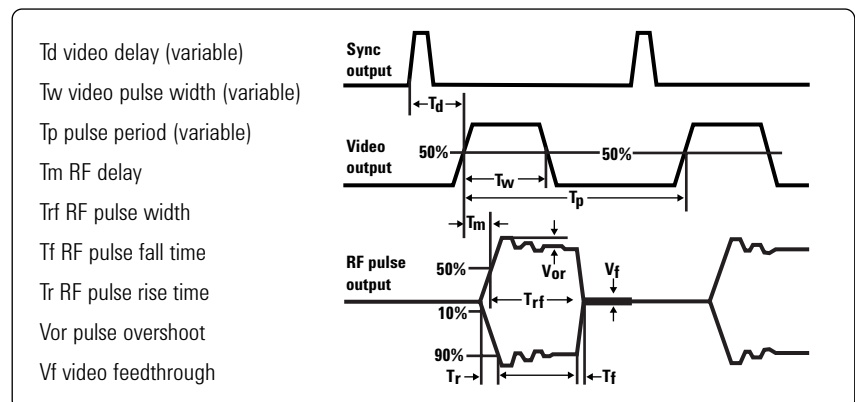 Td video delay (variable)
Tw video pulse width (variable)
Tp pulse period (variable)
Tm RF delay
Trf RF pulse width
Tf RF pulse fall time
Tr RF pulse rise time
Vor pulse overshoot
Vf video feedthrough
Sync
output
Td
Video
output
50%
50%
Tw
Tp
Tm
RF pulse
output
50%
Vor
Vf
Trf
10%
90%
Tr
Tf